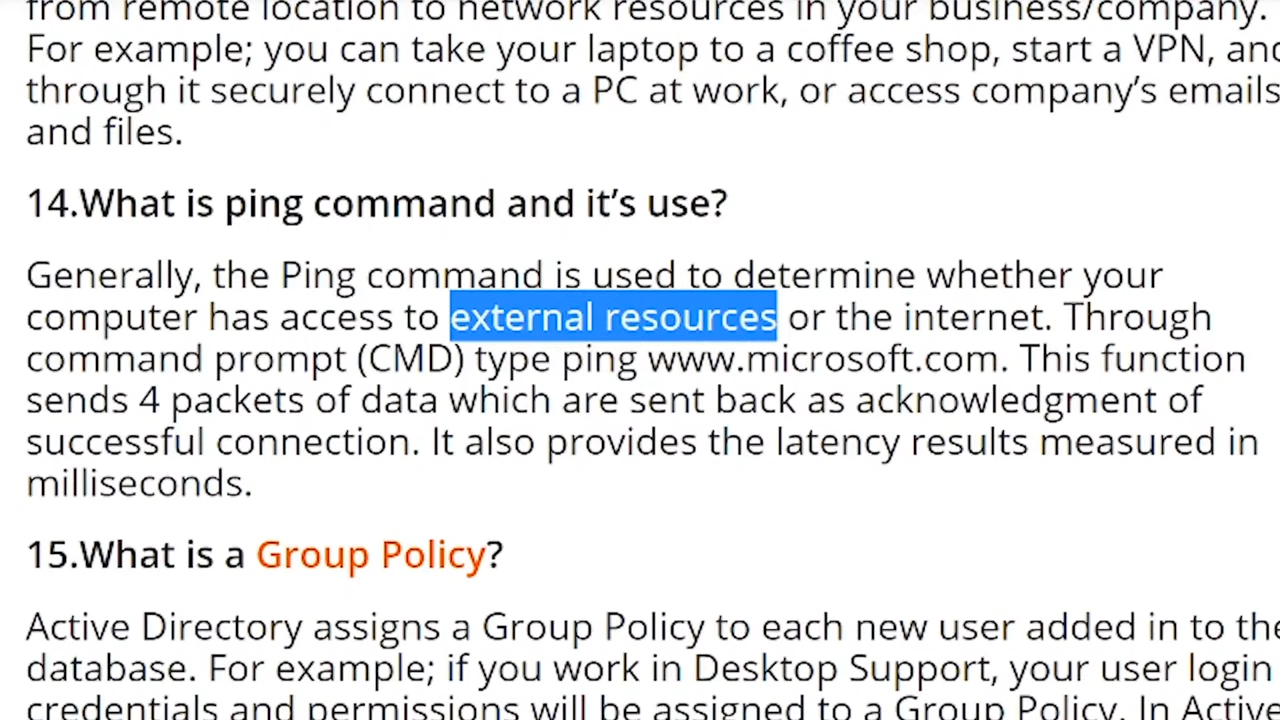 from remote location to network resources in your business/company.
For example; you can take your laptop to a coffee shop, start a VPN, and
through it securely connect to a PC at work, or access company’s emails
and files.
14.What is ping command and it’s use?
Generally, the Ping command is used to determine whether your
computer has access to external resources or the internet. Through
command prompt (CMD) type ping www.microsoft.com. This function
sends 4 packets of data which are sent back as acknowledgment of
successful connection. It also provides the latency results measured in
milliseconds.
15.What is a Group Policy?
Active Directory assigns a Group Policy to each new user added in to the
database. For example; if you work in Desktop Support, your user login
credentials and permissions will be assigned to a Group Policy. In Active